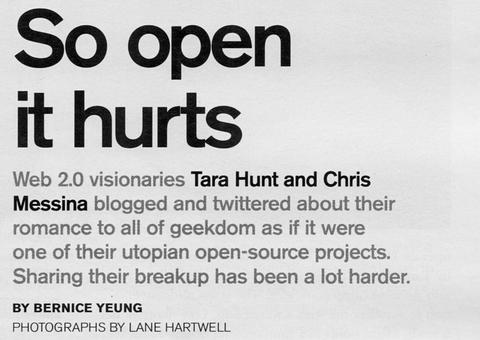 So open
it hurts
Web 2.0 visionaries Tara Hunt and Chris
Messina blogged and twittered about their
romance to all of geekdom as if it were
one of their utopian open-source projects.
Sharing their breakup has been a lot harder.
BY BERNICE YEUNG
PHOTOGRAPHS BY LANE HARTWELL